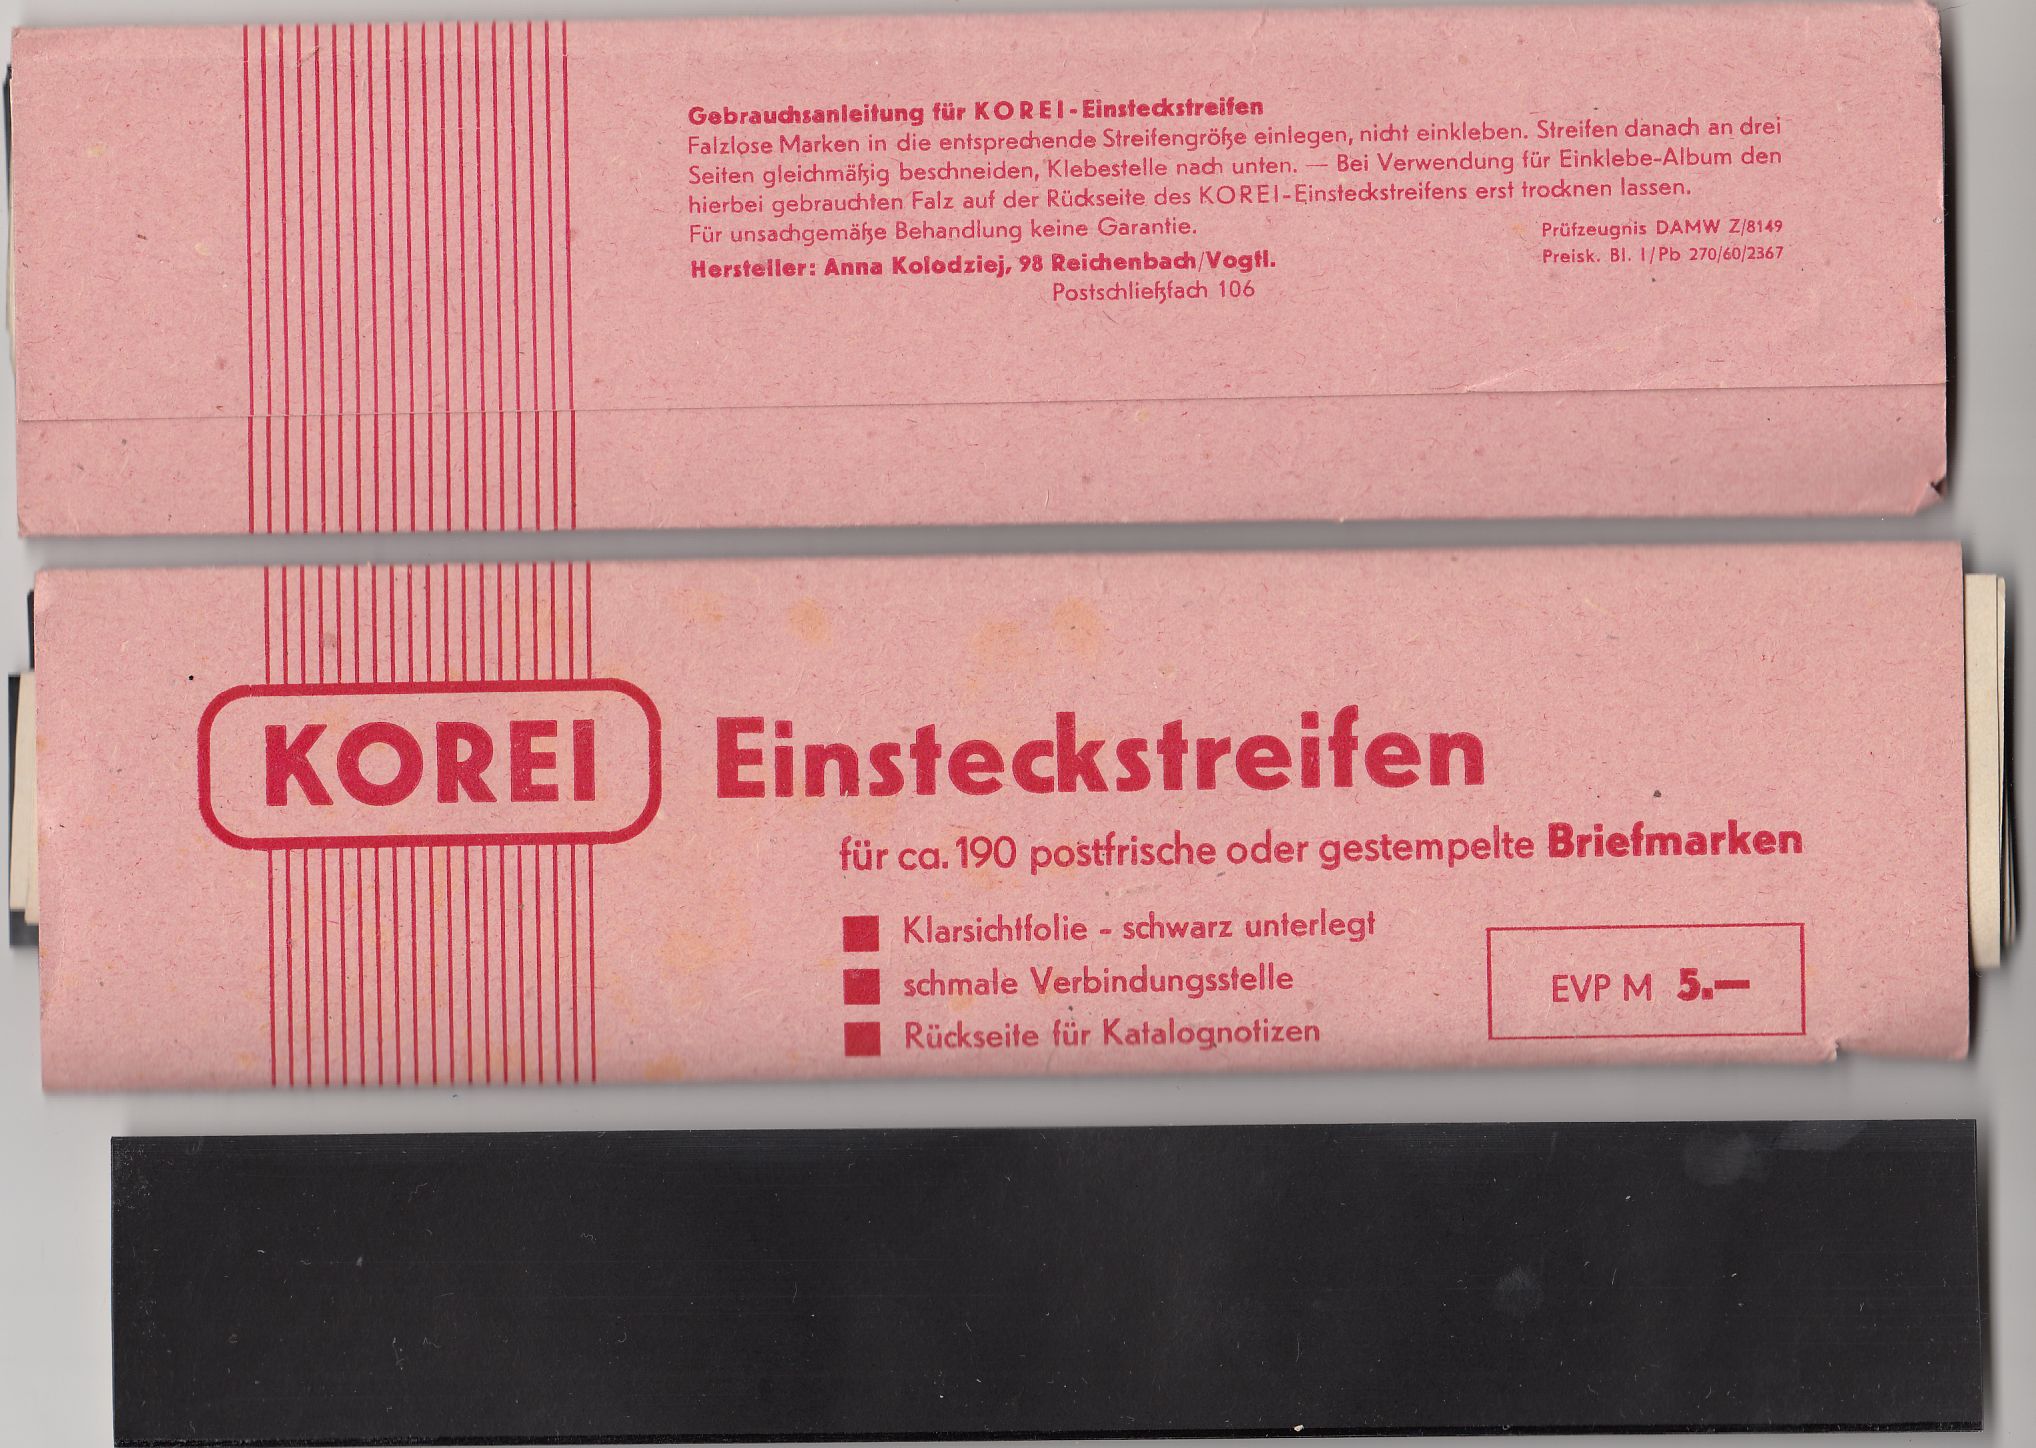 Gebrauchsanleitung für KOREI-Einsteckstreifen
Falzlose Marken in die entsprechende Streifengröße einlegen, nicht einkleben. Streifen danach an drei
Seiten gleichmäßig beschneiden, Klebestelle nach unten. — Bei Verwendung für Einklebe-Album den
hierbei gebrauchten Falz auf der Rückseite des KOREI-Einsteckstreifens erst trocknen lassen.
Für unsachgemäße Behandlung keine Garantie.
Prüfzeugnis DAMW Z/8149
Preisk. Bl. I/Pb 270/60/2367
Hersteller: Anna Kolodziej, 98 Reichenbach/Vogtl.
Postschließfach 106
KOREI Einsteckstreifen
für ca. 190 postfrische oder gestempelte Briefmarken
■ Klarsichtfolie - schwarz unterlegt
■ schmale Verbindungsstelle
■ Rückseite für Katalognotizen
EVP M 5.—